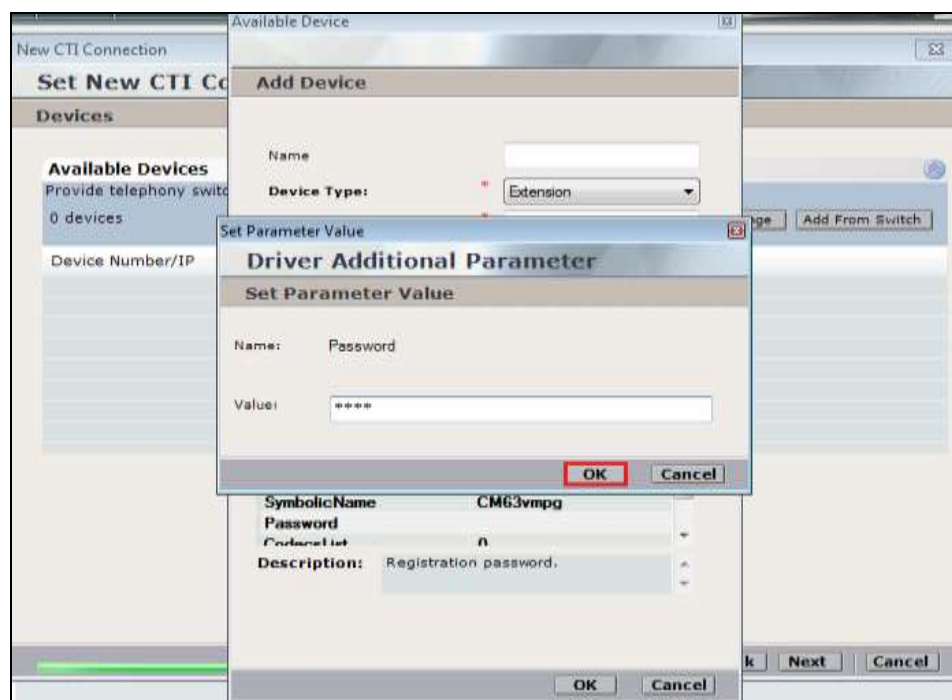 Available Device
New CTI Connection
Set New CTI Co
Add Device
Devices
Name
Available Devices
Provide telephony switc
Device Type: * Extension
0 devices
*
Add From Switch
Set Parameter Value
Device Number/IP
Driver Additional Parameter
Set Parameter Value
Name: Password
Value: ****
OK Cancel
SymbolicName CM63vmpg
Password
CodecsList 0
Description: Registration password.
k Next Cancel
OK Cancel